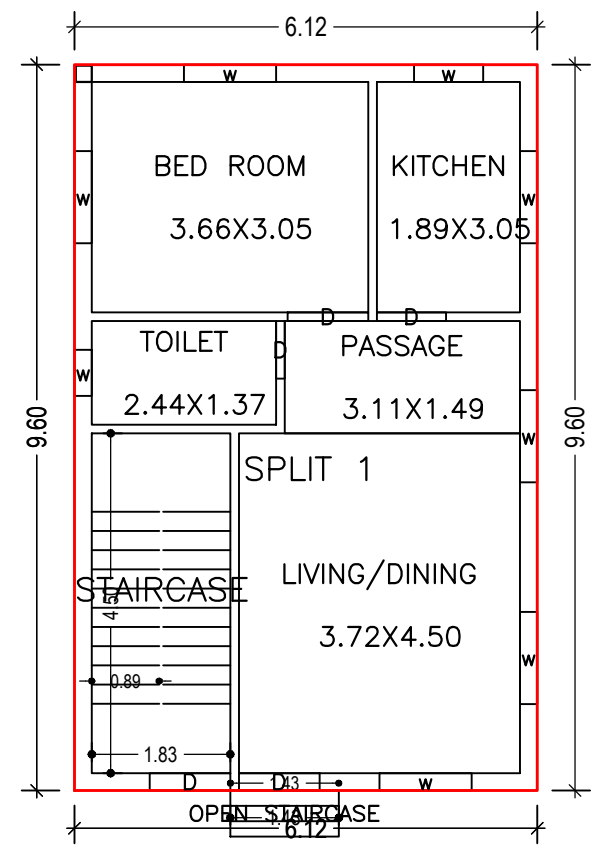 6.12
W W
BED ROOM KITCHEN
W W
3.66X3.05 1.89X3.05
D D
TOILET PASSAGE
D
W
2.44X1.37 3.11X1.49
9.60 9.60
W
SPLIT 1
LIVING/DINING
STAIRCASE
4.50
3.72X4.50
W
0.89
1.83
D D 1.43 W
OPEN STAIRCASE
6.12